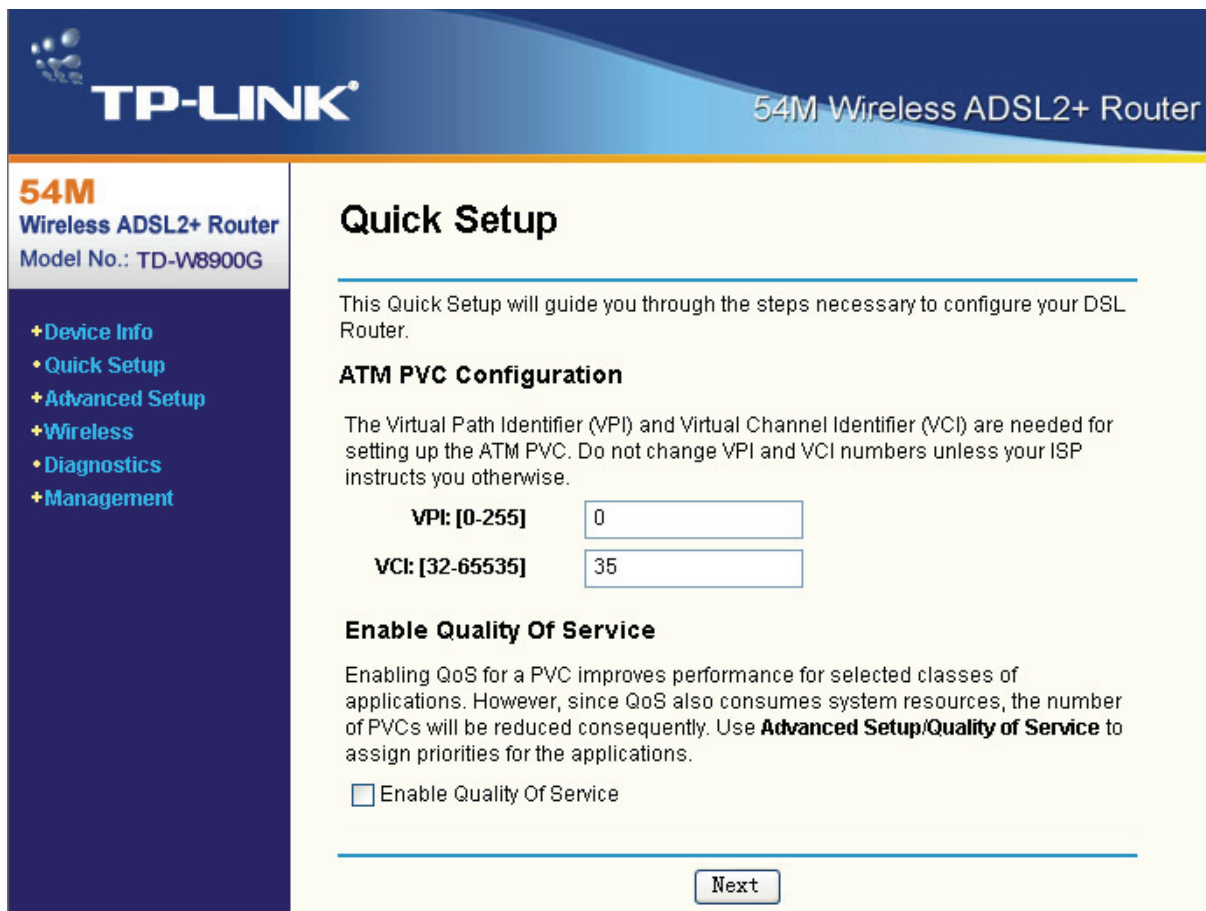 TP-LINK®
54M Wireless ADSL2+ Router
54M
Wireless ADSL2+ Router
Model No.: TD-W8900G
+Device Info
•Quick Setup
+Advanced Setup
+Wireless
•Diagnostics
+Management
Quick Setup
This Quick Setup will guide you through the steps necessary to configure your DSL
Router.
ATM PVC Configuration
The Virtual Path Identifier (VPI) and Virtual Channel Identifier (VCI) are needed for
setting up the ATM PVC. Do not change VPI and VCI numbers unless your ISP
instructs you otherwise.
VPI: [0-255] 0
VCI: [32-65535] 35
Enable Quality Of Service
Enabling QoS for a PVC improves performance for selected classes of
applications. However, since QoS also consumes system resources, the number
of PVCs will be reduced consequently. Use Advanced Setup/Quality of Service to
assign priorities for the applications.
Enable Quality Of Service
Next